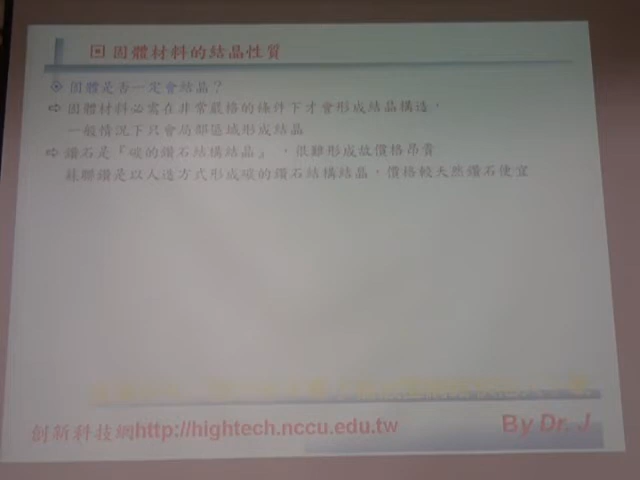 回 固體材料的結晶性質
固體是否一定會結晶？
⇨ 固體材料必需在非常嚴格的條件下才會形成結晶構造，
一般情況下只會局部區域形成結晶
⇨ 鑽石是『碳的鑽石結構結晶』，很難形成故價格昂貴
蘇聯鑽是以人造方式形成碳的鑽石結構結晶，價格較天然鑽石便宜
創新科技網http://hightech.nccu.edu.tw
By Dr. J